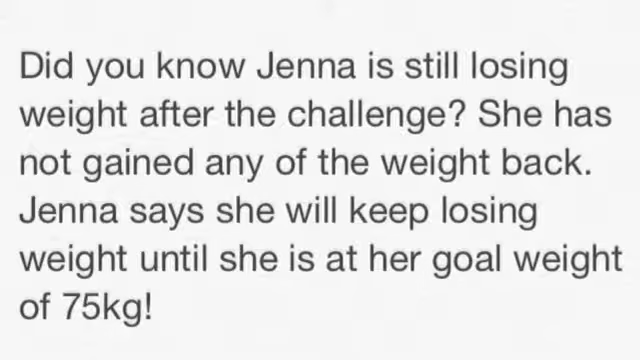 Did you know Jenna is still losing
weight after the challenge? She has
not gained any of the weight back.
Jenna says she will keep losing
weight until she is at her goal weight
of 75kg!